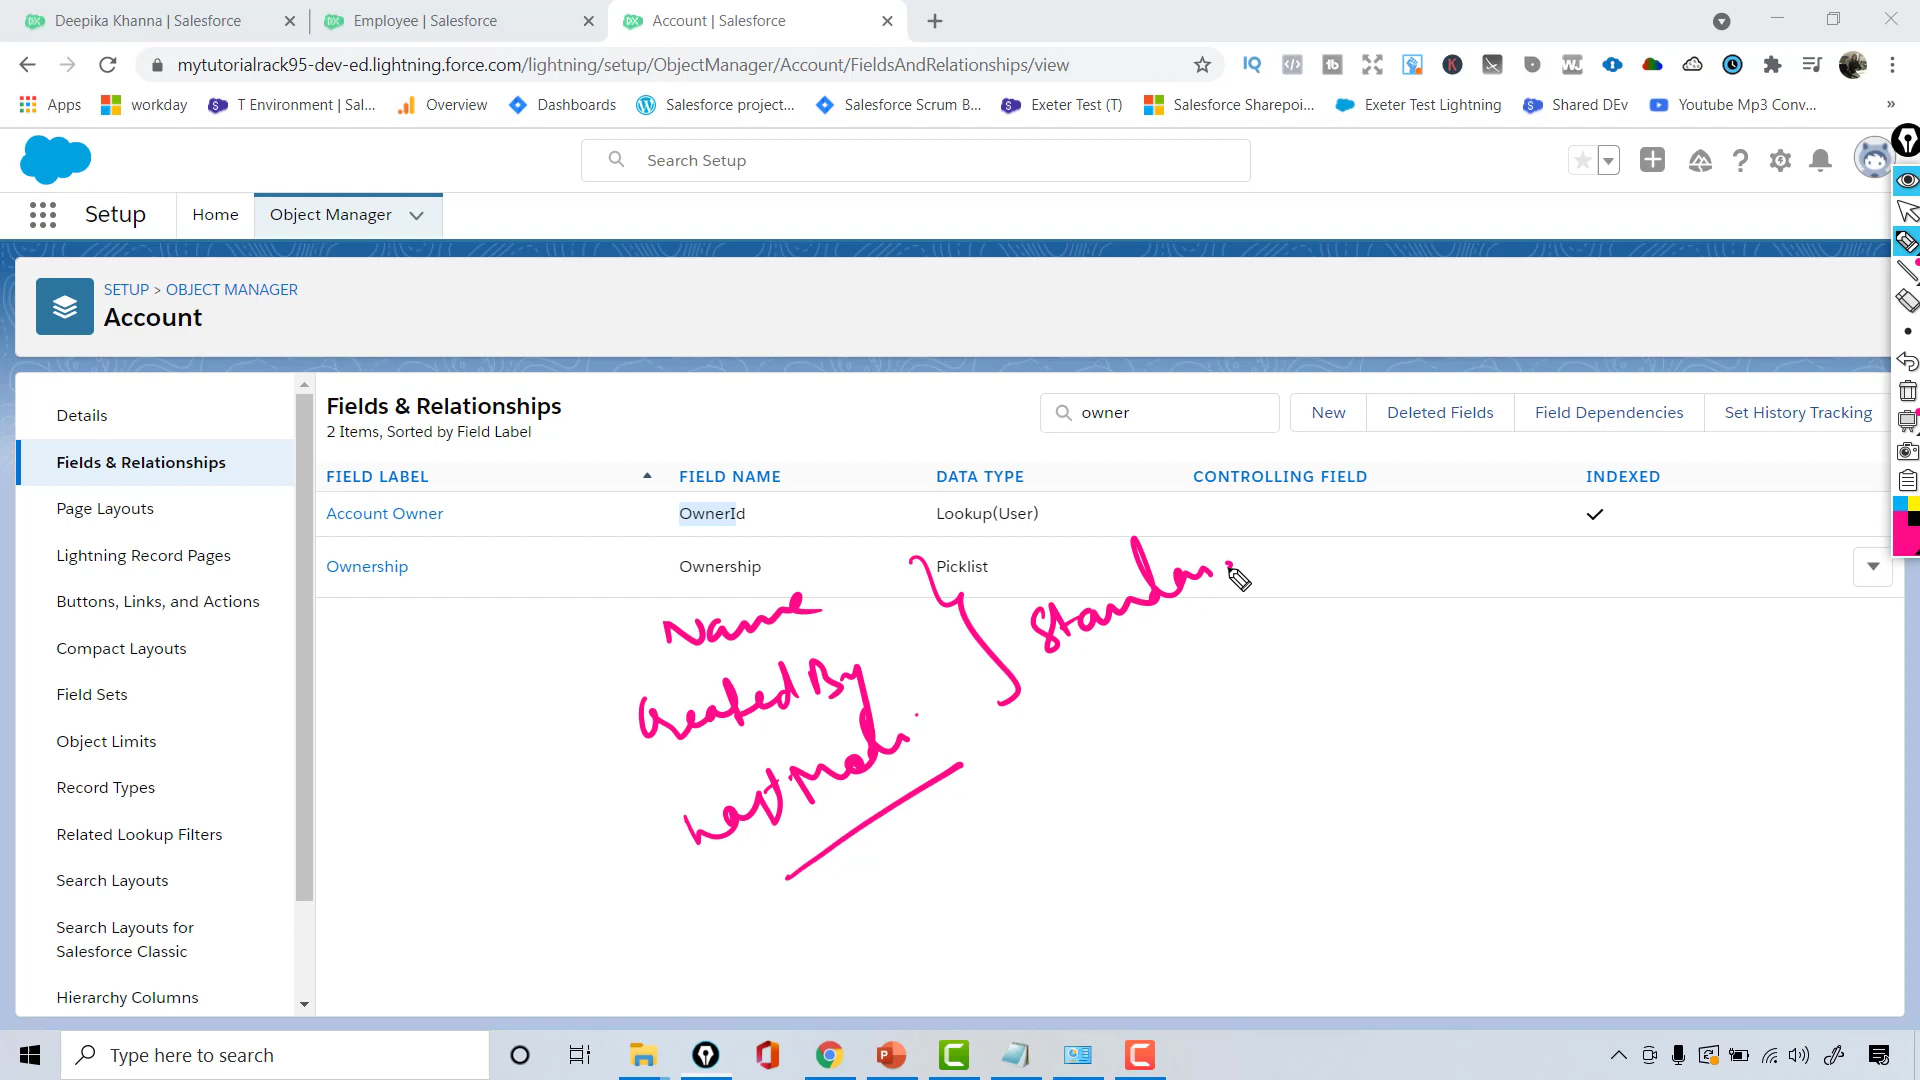 Deepika Khanna | Salesforce
Employee | Salesforce
Account | Salesforce
mytutorialrack95-dev-ed.lightning.force.com/lightning/setup/ObjectManager/Account/FieldsAndRelationships/view
Apps
workday
T Environment | Sal...
Overview
Dashboards
Salesforce project...
Salesforce Scrum B...
Exeter Test (T)
Salesforce Sharepoi...
Exeter Test Lightning
Shared DEv
Youtube Mp3 Conv...
Search Setup
Setup
Home
Object Manager
SETUP > OBJECT MANAGER
Account
Details
Fields & Relationships
Page Layouts
Lightning Record Pages
Buttons, Links, and Actions
Compact Layouts
Field Sets
Object Limits
Record Types
Related Lookup Filters
Search Layouts
Search Layouts for
Salesforce Classic
Hierarchy Columns
Fields & Relationships
2 Items, Sorted by Field Label
owner
New
Deleted Fields
Field Dependencies
Set History Tracking
FIELD LABEL FIELD NAME DATA TYPE CONTROLLING FIELD INDEXED
Account Owner OwnerId Lookup(User)
Ownership Ownership Picklist
Name
CreatedBy
LastModi
Standar
Type here to search